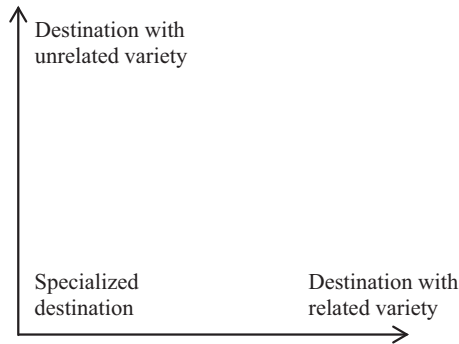 Destination with
unrelated variety
Specialized
destination
Destination with
related variety